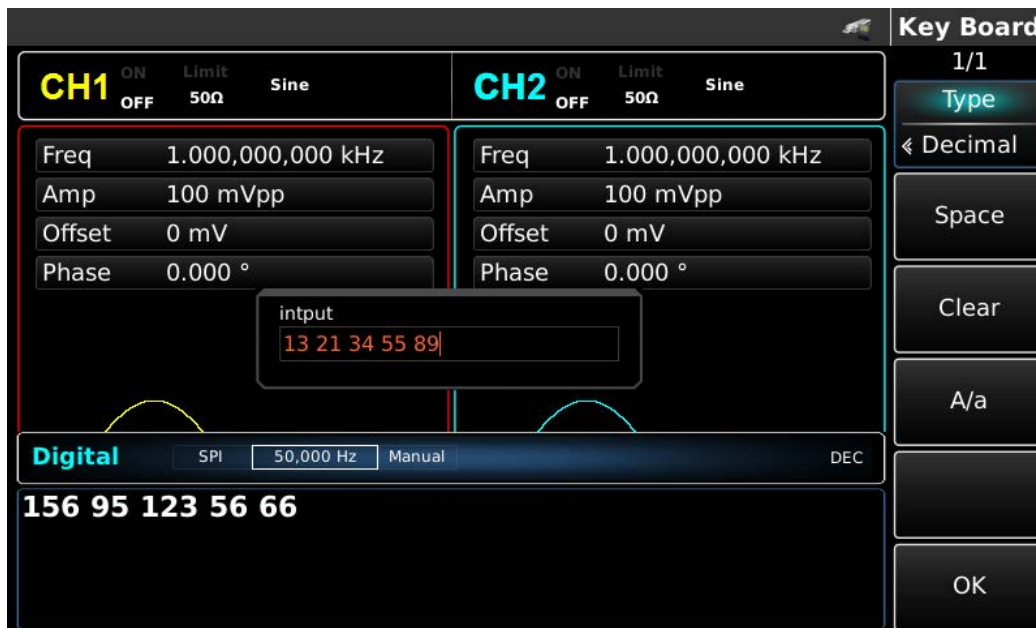 Key Board
1/1
CH1 ON OFF Limit 50Ω Sine
CH2 ON OFF Limit 50Ω Sine
Type
Decimal
Freq 1.000,000,000 kHz
Amp 100 mVpp
Offset 0 mV
Phase 0.000 °
Freq 1.000,000,000 kHz
Amp 100 mVpp
Offset 0 mV
Phase 0.000 °
Space
Clear
A/a
OK
intput
13 21 34 55 89
Digital SPI 50,000 Hz Manual DEC
156 95 123 56 66